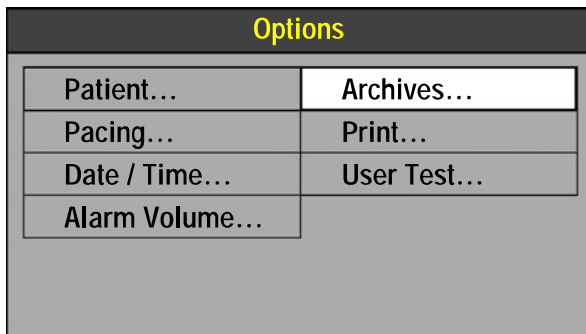 Options
Patient...
Archives...
Pacing...
Print...
Date / Time...
User Test...
Alarm Volume...